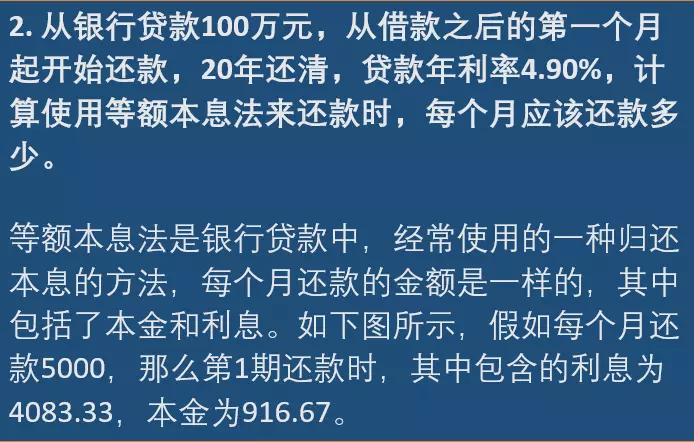 2. 从银行贷款100万元，从借款之后的第一个月
起开始还款，20年还清，贷款年利率4.90%，计
算使用等额本息法来还款时，每个月应该还款多
少。
等额本息法是银行贷款中，经常使用的一种归还
本息的方法，每个月还款的金额是一样的，其中
包括了本金和利息。如下图所示，假如每个月还
款5000，那么第1期还款时，其中包含的利息为
4083.33，本金为916.67。